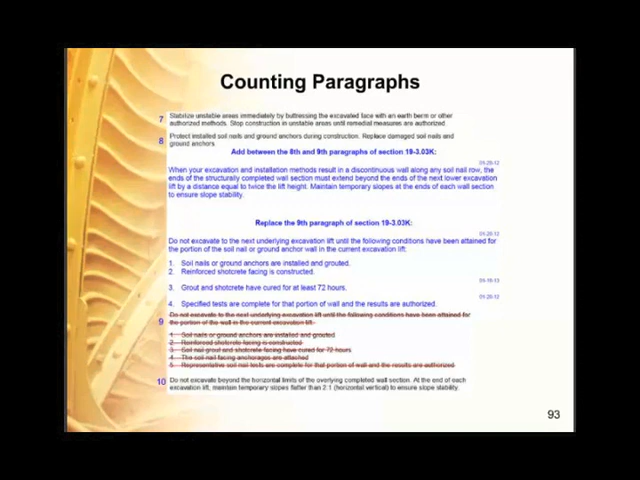 Counting Paragraphs
7 Stabilize unstable areas immediately by buttressing the excavated face with an earth berm or other
authorized methods. Stop construction in unstable areas until remedial measures are authorized
8 Protect installed soil nails and ground anchors during construction. Replace damaged soil nails and
ground anchors
Add between the 8th and 9th paragraphs of section 19-3.03K:
01-20-12
When your excavation and installation methods result in a discontinuous wall along any soil nail row, the
ends of the structurally completed wall section must extend beyond the ends of the next lower excavation
lift by a distance equal to twice the lift height. Maintain temporary slopes at the ends of each wall section
to ensure slope stability.
Replace the 9th paragraph of section 19-3.03K:
01-20-12
Do not excavate to the next underlying excavation lift until the following conditions have been attained for
the portion of the soil nail or ground anchor wall in the current excavation lift:
1. Soil nails or ground anchors are installed and grouted.
2. Reinforced shotcrete facing is constructed.
3. Grout and shotcrete have cured for at least 72 hours.
01-20-12
4. Specified tests are complete for that portion of wall and the results are authorized.
9 Do not excavate to the next underlying excavation lift until the following conditions have been attained for
the portion of the wall in the current excavation lift:
1. Soil nails or ground anchors are installed and grouted
2. Reinforced shotcrete facing is constructed
3. Soil nail grout and shotcrete facing have cured for 72 hours
4. The soil nail facing anchorages are attached
5. Representative soil nail tests are complete for that portion of wall and the results are authorized
10 Do not excavate beyond the horizontal limits of the overlying completed wall section. At the end of each
excavation lift, maintain temporary slopes flatter than 2:1 (horizontal:vertical) to ensure slope stability.
93